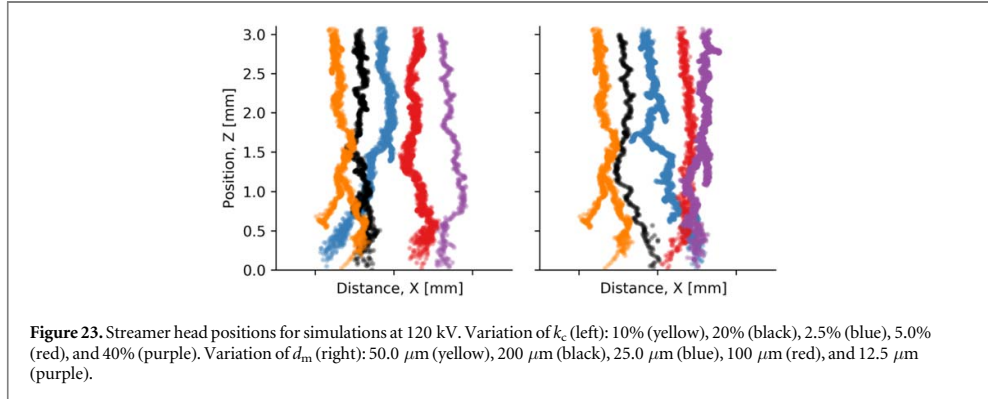 3.0
2.5
2.0
1.5
1.0
0.5
0.0
Position, Z [mm]
Distance, X [mm]
Distance, X [mm]
Figure 23. Streamer head positions for simulations at 120 kV. Variation of kc (left): 10% (yellow), 20% (black), 2.5% (blue), 5.0%
(red), and 40% (purple). Variation of dm (right): 50.0 μm (yellow), 200 μm (black), 25.0 μm (blue), 100 μm (red), and 12.5 μm
(purple).